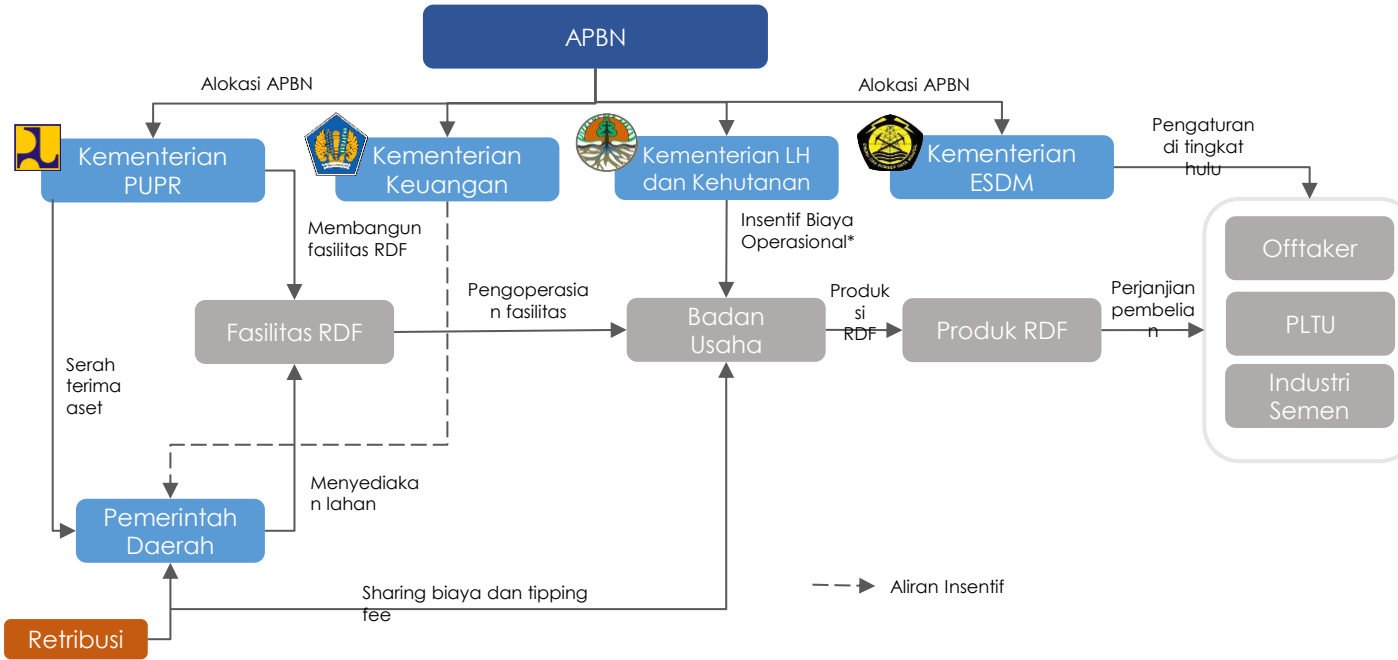 APBN
Alokasi APBN
Alokasi APBN
Kementerian
PUPR
Kementerian
Keuangan
Kementerian LH
dan Kehutanan
Kementerian
ESDM
Pengaturan
di tingkat
hulu
Membangun
fasilitas RDF
Insentif Biaya
Operasional*
Offtaker
PLTU
Industri
Semen
Fasilitas RDF
Pengoperasia
n fasilitas
Badan
Usaha
Produk
si
RDF
Produk RDF
Perjanjian
pembelia
n
Serah
terima
aset
Menyediaka
n lahan
Pemerintah
Daerah
Sharing biaya dan tipping
fee
Aliran Insentif
Retribusi